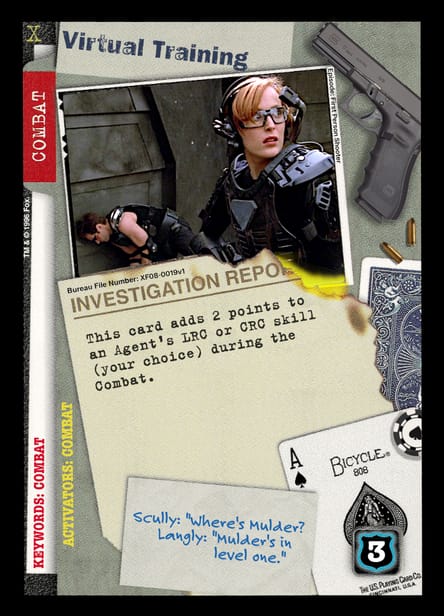 X
Virtual Training
COMBAT
Episode: First Person Shooter
TM & © 1996 Fox.
Bureau File Number: XF08-0019v1
INVESTIGATION REPO
This card adds 2 points to
an Agent's LRC or CRC skill
(your choice) during the
Combat.
KEYWORDS: COMBAT
ACTIVATORS: COMBAT
A
BICYCLE®
808
Scully: "Where's Mulder?
Langly: "Mulder's in
level one."
3
THE U.S. PLAYING CARD CO.
CINCINNATI, U.S.A.